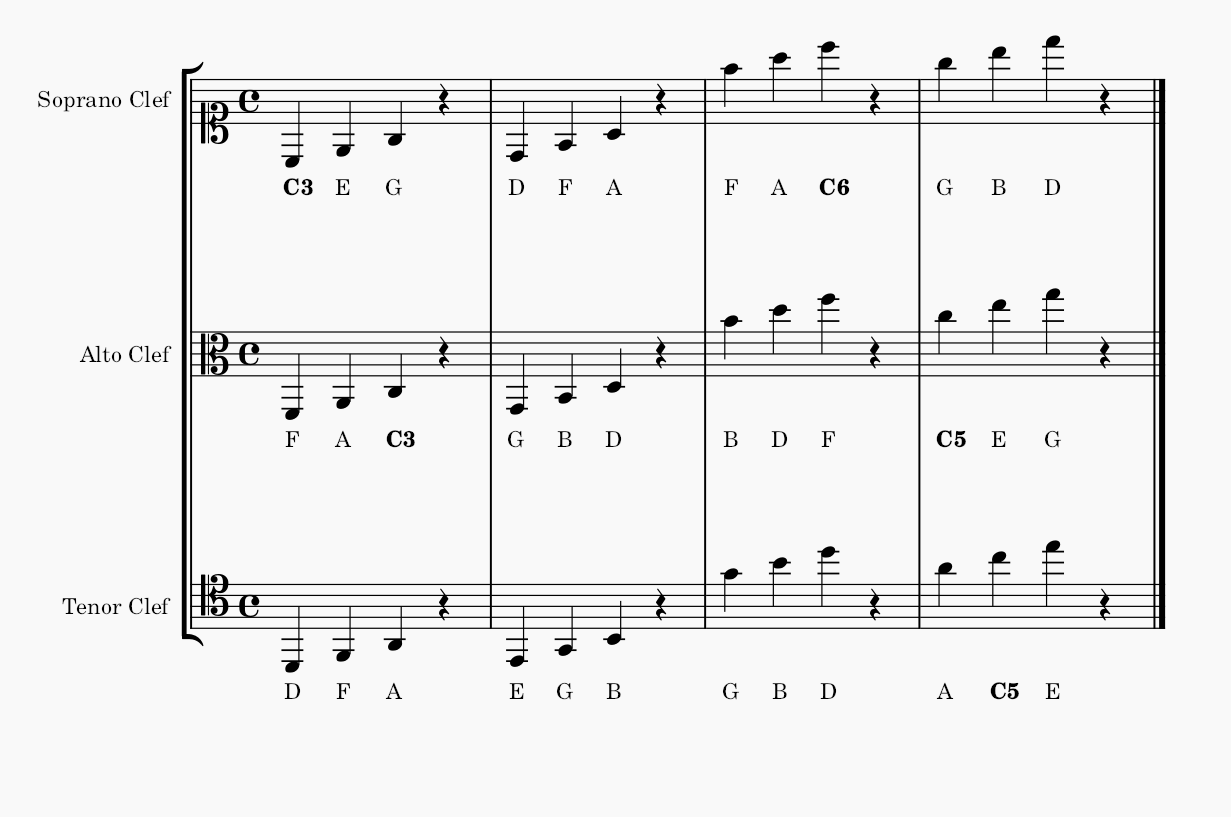 Soprano Clef
C3 E G D F A F A C6 G B D
Alto Clef
F A C3 G B D B D F C5 E G
Tenor Clef
D F A E G B G B D A C5 E